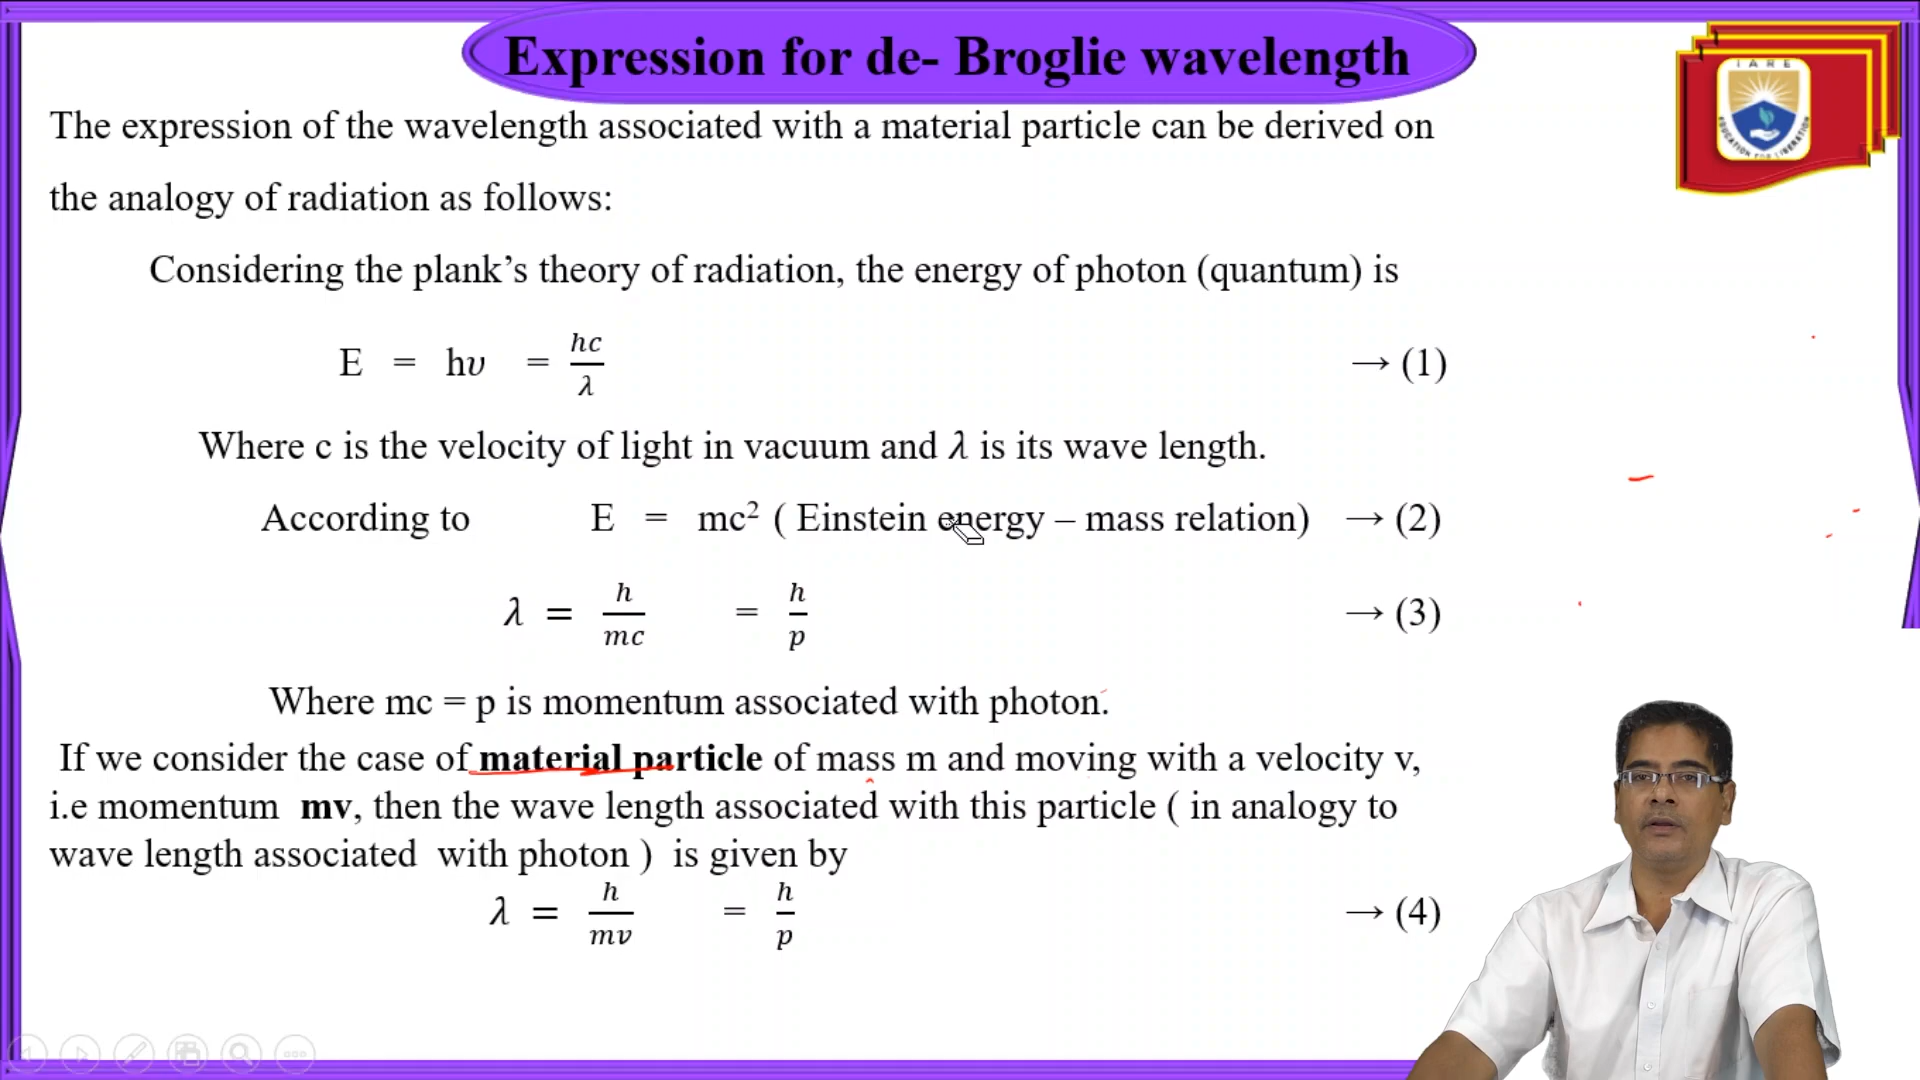 Expression for de- Broglie wavelength
I A R E
EDUCATION FOR LIBERATION
The expression of the wavelength associated with a material particle can be derived on
the analogy of radiation as follows:
Considering the plank’s theory of radiation, the energy of photon (quantum) is
E = hυ = hc/λ → (1)
Where c is the velocity of light in vacuum and λ is its wave length.
According to E = mc² ( Einstein energy – mass relation) → (2)
λ = h/mc = h/p → (3)
Where mc = p is momentum associated with photon.
If we consider the case of material particle of mass m and moving with a velocity v,
i.e momentum mv, then the wave length associated with this particle ( in analogy to
wave length associated with photon ) is given by
λ = h/mv = h/p → (4)